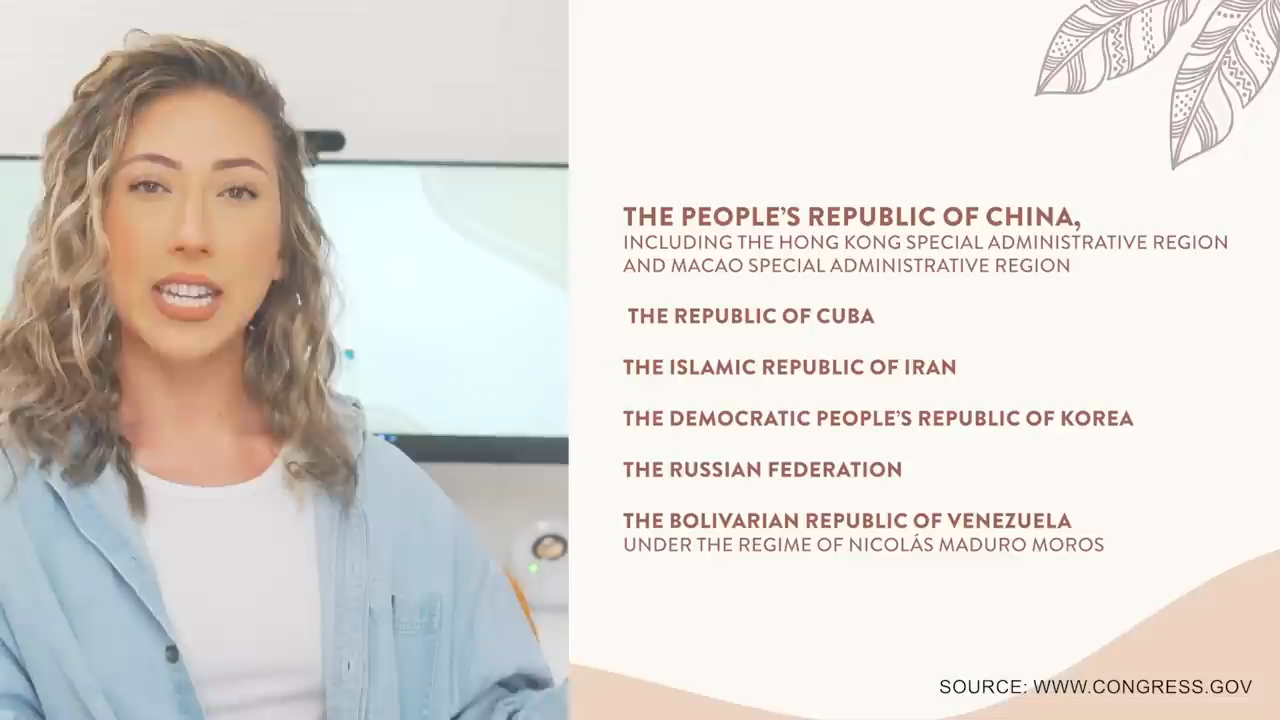 THE PEOPLE'S REPUBLIC OF CHINA,
INCLUDING THE HONG KONG SPECIAL ADMINISTRATIVE REGION
AND MACAO SPECIAL ADMINISTRATIVE REGION
THE REPUBLIC OF CUBA
THE ISLAMIC REPUBLIC OF IRAN
THE DEMOCRATIC PEOPLE'S REPUBLIC OF KOREA
THE RUSSIAN FEDERATION
THE BOLIVARIAN REPUBLIC OF VENEZUELA
UNDER THE REGIME OF NICOLÁS MADURO MOROS
SOURCE: WWW.CONGRESS.GOV